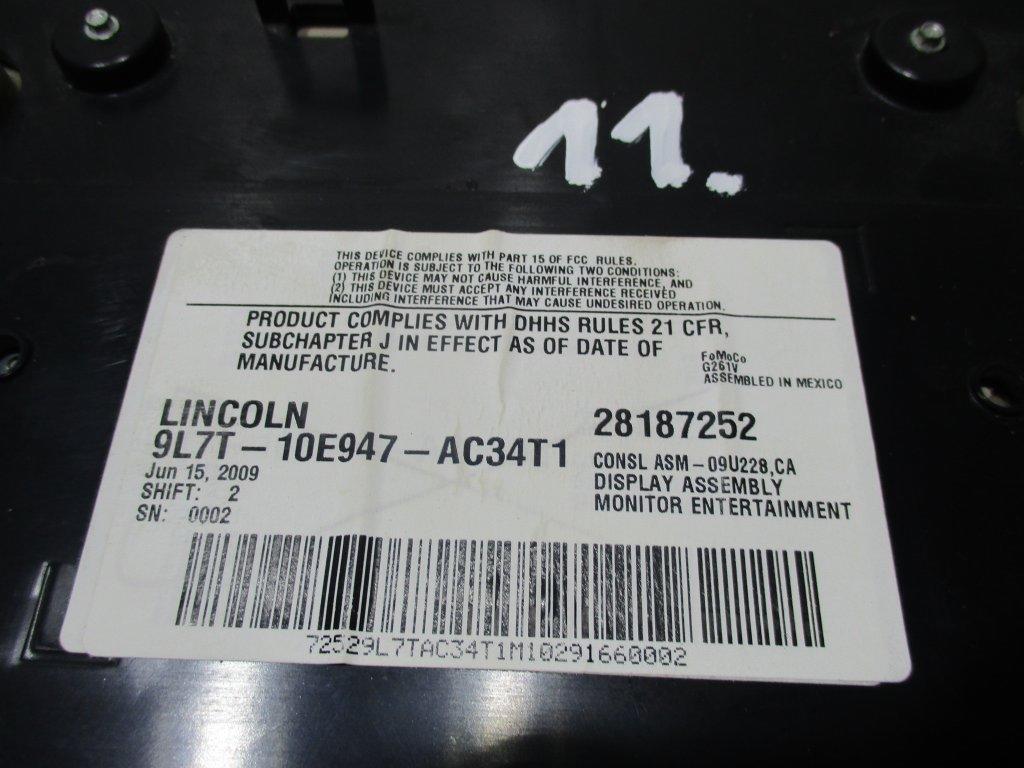 11.
THIS DEVICE COMPLIES WITH PART 15 OF FCC RULES.
OPERATION IS SUBJECT TO THE FOLLOWING TWO CONDITIONS:
(1) THIS DEVICE MAY NOT CAUSE HARMFUL INTERFERENCE, AND
(2) THIS DEVICE MUST ACCEPT ANY INTERFERENCE RECEIVED
INCLUDING INTERFERENCE THAT MAY CAUSE UNDESIRED OPERATION.
PRODUCT COMPLIES WITH DHHS RULES 21 CFR,
SUBCHAPTER J IN EFFECT AS OF DATE OF
MANUFACTURE.
FoMoCo
G261V
ASSEMBLED IN MEXICO
LINCOLN
9L7T-10E947-AC34T1
Jun 15, 2009
SHIFT: 2
SN: 0002
28187252
CONSL ASM-09U228,CA
DISPLAY ASSEMBLY
MONITOR ENTERTAINMENT
72529L7TAC34T1M10291660002